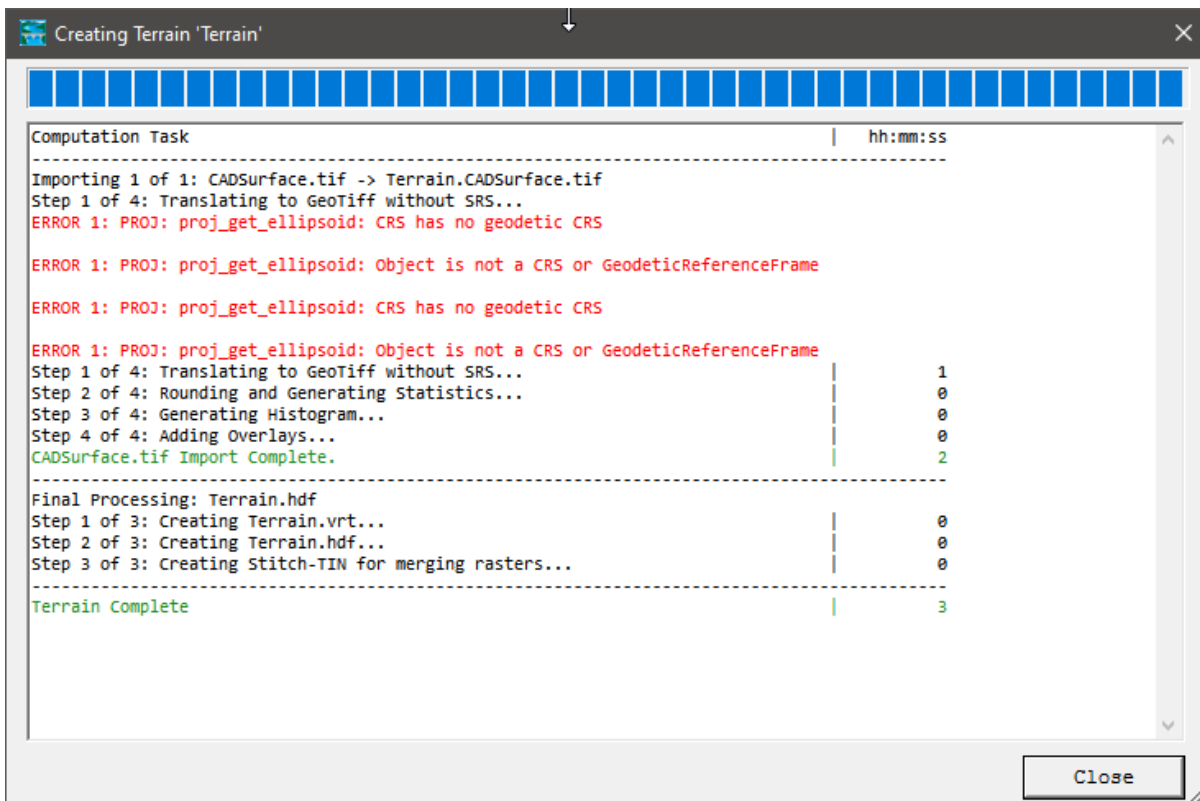 Creating Terrain 'Terrain'
Computation Task | hh:mm:ss
--------------------------------------------------------------------------------------------
Importing 1 of 1: CADSurface.tif -> Terrain.CADSurface.tif
Step 1 of 4: Translating to GeoTiff without SRS...
ERROR 1: PROJ: proj_get_ellipsoid: CRS has no geodetic CRS
ERROR 1: PROJ: proj_get_ellipsoid: Object is not a CRS or GeodeticReferenceFrame
ERROR 1: PROJ: proj_get_ellipsoid: CRS has no geodetic CRS
ERROR 1: PROJ: proj_get_ellipsoid: Object is not a CRS or GeodeticReferenceFrame
Step 1 of 4: Translating to GeoTiff without SRS... | 1
Step 2 of 4: Rounding and Generating Statistics... | 0
Step 3 of 4: Generating Histogram... | 0
Step 4 of 4: Adding Overlays... | 0
CADSurface.tif Import Complete. | 2
--------------------------------------------------------------------------------------------
Final Processing: Terrain.hdf
Step 1 of 3: Creating Terrain.vrt... | 0
Step 2 of 3: Creating Terrain.hdf... | 0
Step 3 of 3: Creating Stitch-TIN for merging rasters... | 0
--------------------------------------------------------------------------------------------
Terrain Complete | 3
Close